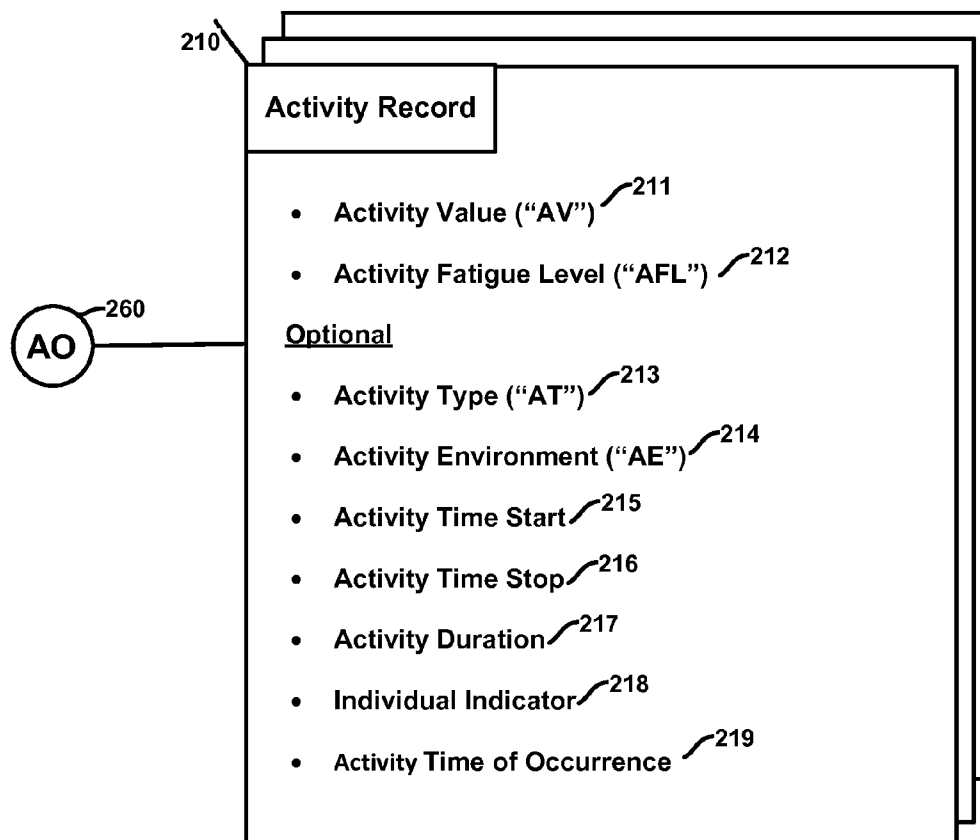 210
Activity Record
• Activity Value (“AV”) 211
• Activity Fatigue Level (“AFL”) 212
AO 260
Optional
• Activity Type (“AT”) 213
• Activity Environment (“AE”) 214
• Activity Time Start 215
• Activity Time Stop 216
• Activity Duration 217
• Individual Indicator 218
• Activity Time of Occurrence 219